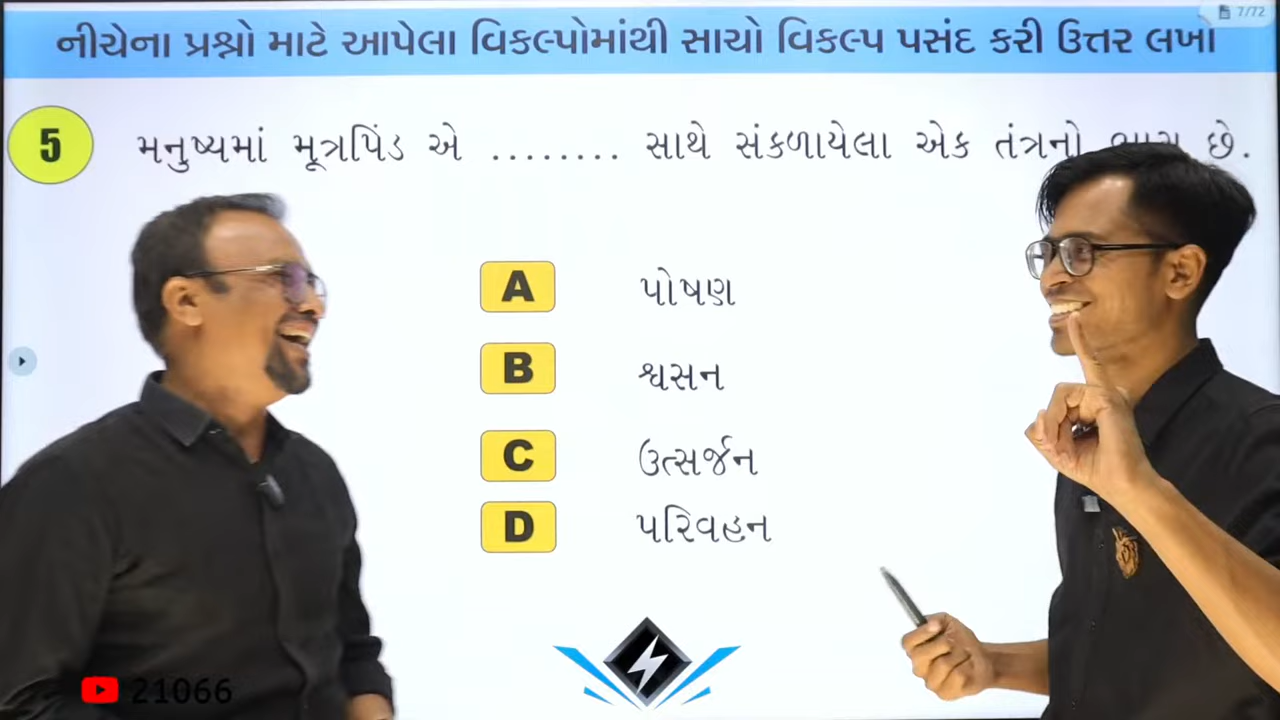 7/72
નીચેના પ્રશ્નો માટે આપેલા વિકલ્પોમાંથી સાચો વિકલ્પ પસંદ કરી ઉત્તર લખો
5 મનુષ્યમાં મૂત્રપિંડ એ ........ સાથે સંકળાયેલા એક તંત્રનો ભાગ છે.
A પોષણ
B શ્વસન
C ઉત્સર્જન
D પરિવહન
21066